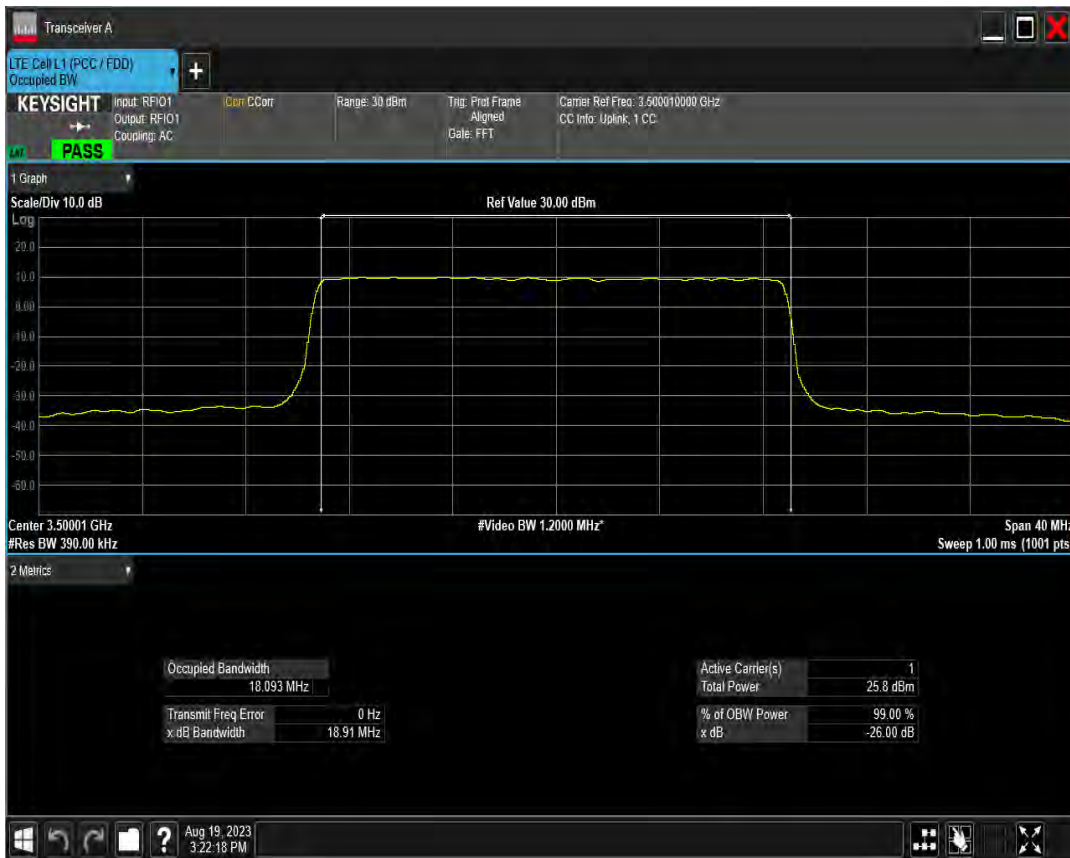 Transceiver A
LTE Cell L1 (PCC / FDD)
Occupied BW
+
KEYSIGHT
PASS
Input: RFIO1
Output: RFIO1
Coupling: AC
Corr CCorr
Range: 30 dBm
Trig: Prot Frame
Aligned
Gate: FFT
Carrier Ref Freq: 3.500010000 GHz
CC Info: Uplink, 1 CC
1 Graph
Scale/Div 10.0 dB
Ref Value 30.00 dBm
Log
20.0
10.0
0.00
-10.0
-20.0
-30.0
-40.0
-50.0
-60.0
Center 3.50001 GHz
#Video BW 1.2000 MHz*
Span 40 MHz
#Res BW 390.00 kHz
Sweep 1.00 ms (1001 pts
2 Metrics
Occupied Bandwidth
18.093 MHz
Active Carrier(s) 1
Total Power 25.8 dBm
Transmit Freq Error 0 Hz
x dB Bandwidth 18.91 MHz
% of OBW Power 99.00 %
x dB -26.00 dB
?
Aug 19, 2023
3:22:18 PM